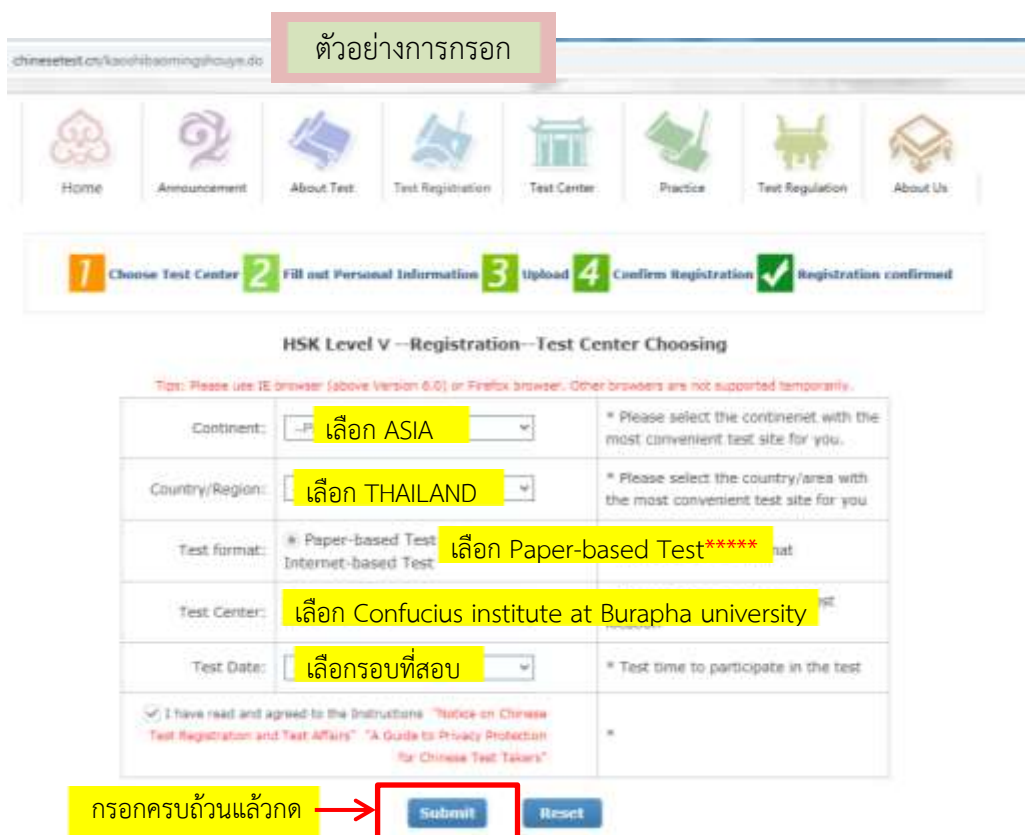 ตัวอย่างการกรอก
chinesetest.cn/kaoshibaomingshouye.do
Home Announcement About Test Test Registration Test Center Practice Test Regulation About Us
1 Choose Test Center 2 Fill out Personal Information 3 Upload 4 Confirm Registration Registration confirmed
HSK Level V --Registration--Test Center Choosing
Tips: Please use IE browser (above Version 6.0) or Firefox browser. Other browsers are not supported temporarily.
Continent: เลือก ASIA
* Please select the continenet with the
most convenient test site for you.
Country/Region: เลือก THAILAND
* Please select the country/area with
the most convenient test site for you
Test format: Paper-based Test
Internet-based Test
เลือก Paper-based Test*****
Test Center: เลือก Confucius institute at Burapha university
Test Date: เลือกรอบที่สอบ
* Test time to participate in the test
I have read and agreed to the Instructions "Notice on Chinese
Test Registration and Test Affairs" "A Guide to Privacy Protection
for Chinese Test Takers"
*
กรอกครบถ้วนแล้วกด Submit Reset